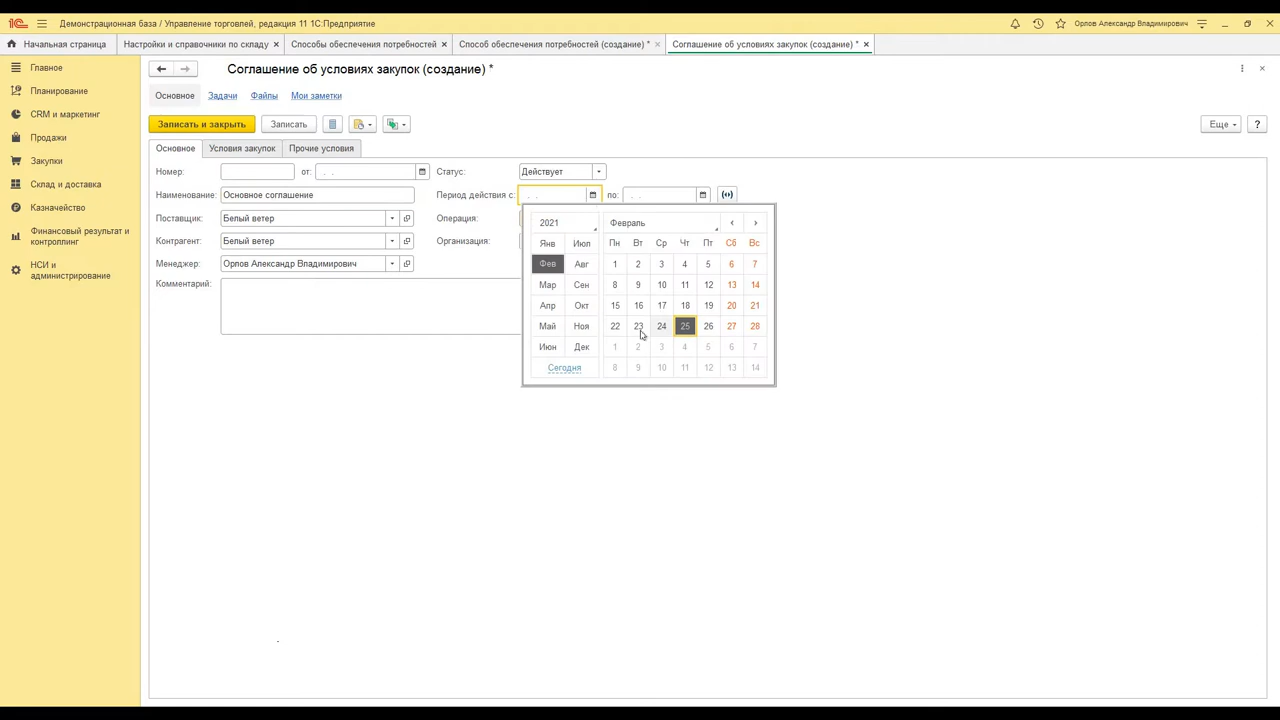 1С Демонстрационная база / Управление торговлей, редакция 11 1С:Предприятие Орлов Александр Владимирович
Начальная страница Настройки и справочники по складу × Способы обеспечения потребностей × Способ обеспечения потребностей (создание) * × Соглашение об условиях закупок (создание) * ×
Главное
Планирование
CRM и маркетинг
Продажи
Закупки
Склад и доставка
Казначейство
Финансовый результат и
контроллинг
НСИ и
администрирование
Соглашение об условиях закупок (создание) *
Основное Задачи Файлы Мои заметки
Записать и закрыть Записать Еще ?
Основное Условия закупок Прочие условия
Номер: от: . . Статус: Действует
Наименование: Основное соглашение Период действия с: . . по: . .
Поставщик: Белый ветер Операция:
Контрагент: Белый ветер Организация:
Менеджер: Орлов Александр Владимирович
Комментарий:
2021 Февраль
Янв Июл Пн Вт Ср Чт Пт Сб Вс
Фев Авг 1 2 3 4 5 6 7
Мар Сен 8 9 10 11 12 13 14
Апр Окт 15 16 17 18 19 20 21
Май Ноя 22 23 24 25 26 27 28
Июн Дек 1 2 3 4 5 6 7
Сегодня 8 9 10 11 12 13 14